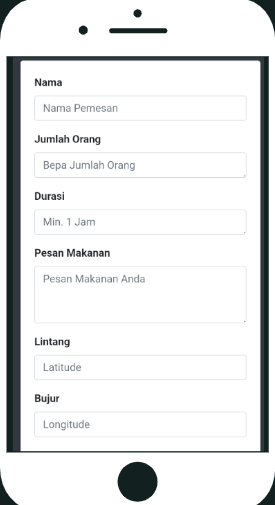 Nama
Nama Pemesan
Jumlah Orang
Bepa Jumlah Orang
Durasi
Min. 1 Jam
Pesan Makanan
Pesan Makanan Anda
Lintang
Latitude
Bujur
Longitude